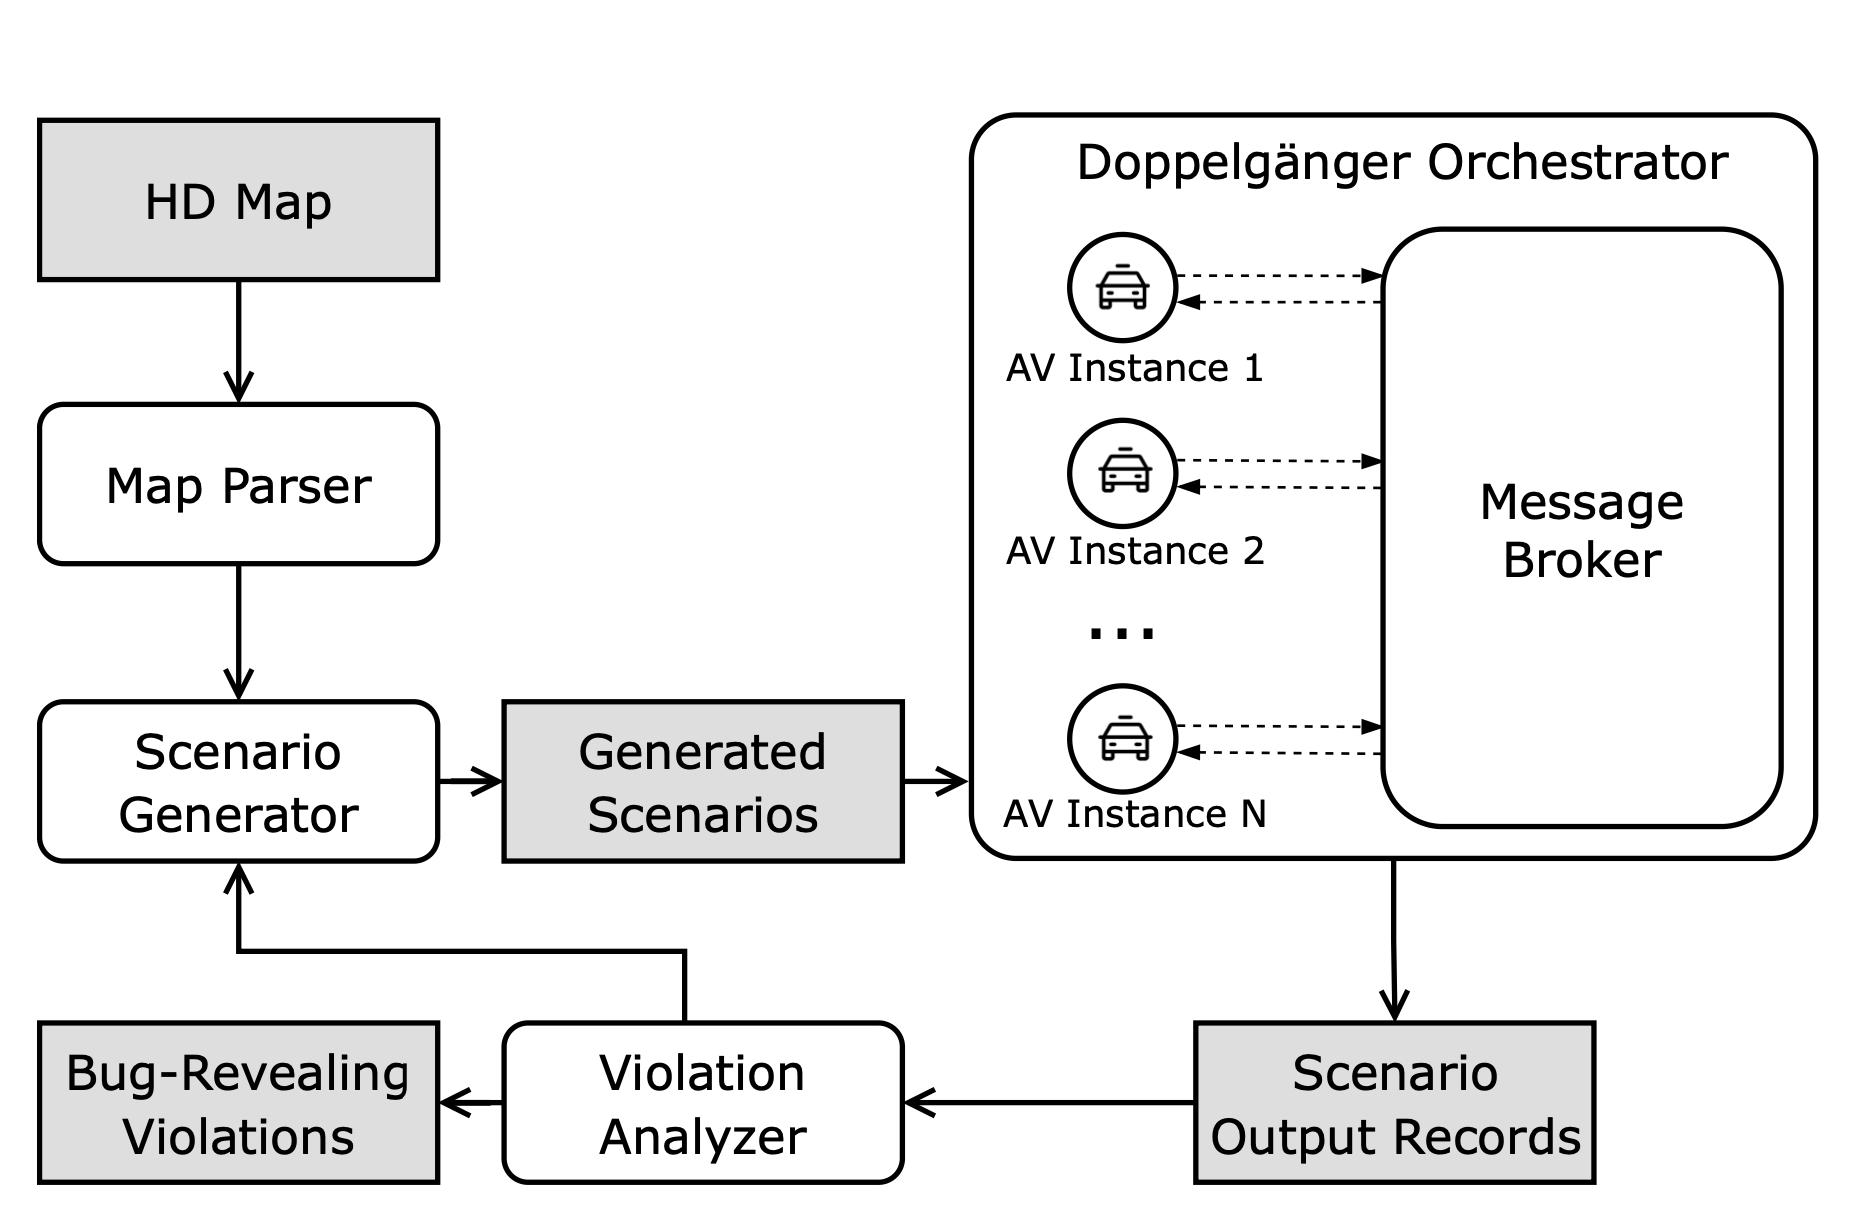 HD Map
Map Parser
Scenario
Generator
Generated
Scenarios
Doppelgänger Orchestrator
AV Instance 1
AV Instance 2
...
AV Instance N
Message
Broker
Bug-Revealing
Violations
Violation
Analyzer
Scenario
Output Records